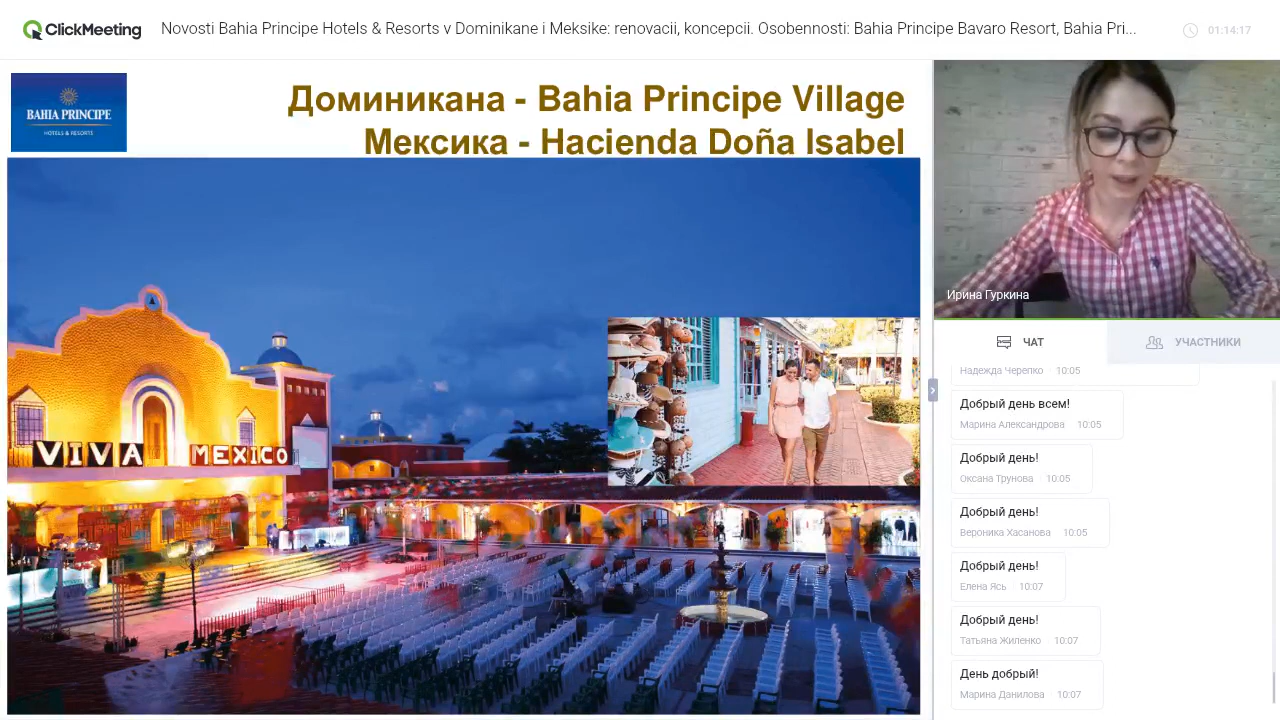 ClickMeeting
Novosti Bahia Principe Hotels & Resorts v Dominikane i Meksike: renovacii, koncepcii. Osobennosti: Bahia Principe Bavaro Resort, Bahia Pri...
01:14:17
BAHIA PRINCIPE
HOTELS & RESORTS
Доминикана - Bahia Principe Village
Мексика - Hacienda Doña Isabel
VIVA MEXICO
Ирина Гуркина
ЧАТ
УЧАСТНИКИ
Надежда Черепко 10:05
Добрый день всем!
Марина Александрова 10:05
Добрый день!
Оксана Трунова 10:05
Добрый день!
Вероника Хасанова 10:05
Добрый день!
Елена Ясь 10:07
Добрый день!
Татьяна Жиленко 10:07
День добрый!
Марина Данилова 10:07